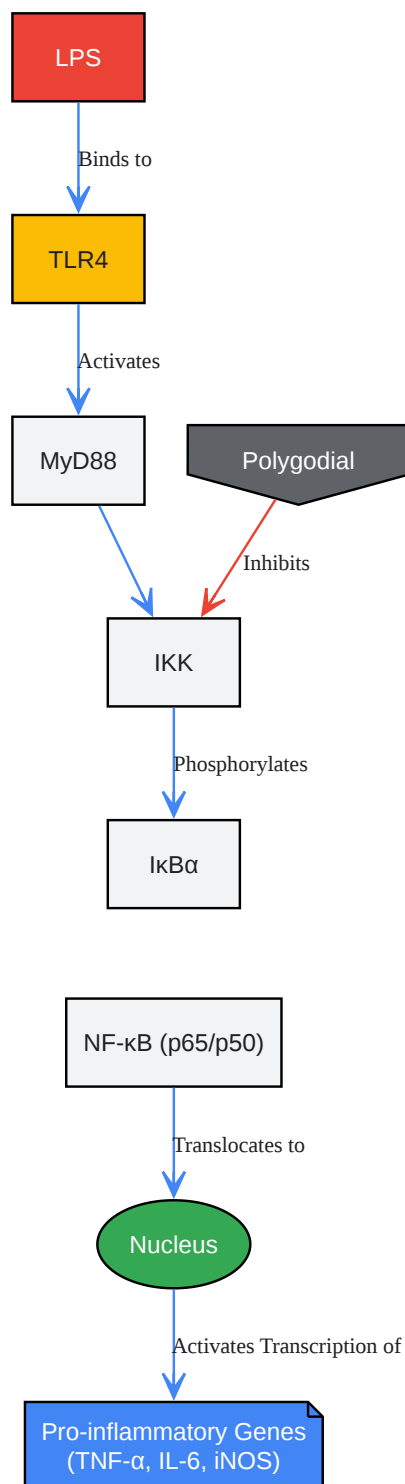 LPS
Binds to
TLR4
Activates
MyD88
Polygodial
Inhibits
IKK
Phosphorylates
IκBα
NF-κB (p65/p50)
Translocates to
Nucleus
Activates Transcription of
Pro-inflammatory Genes
(TNF-α, IL-6, iNOS)